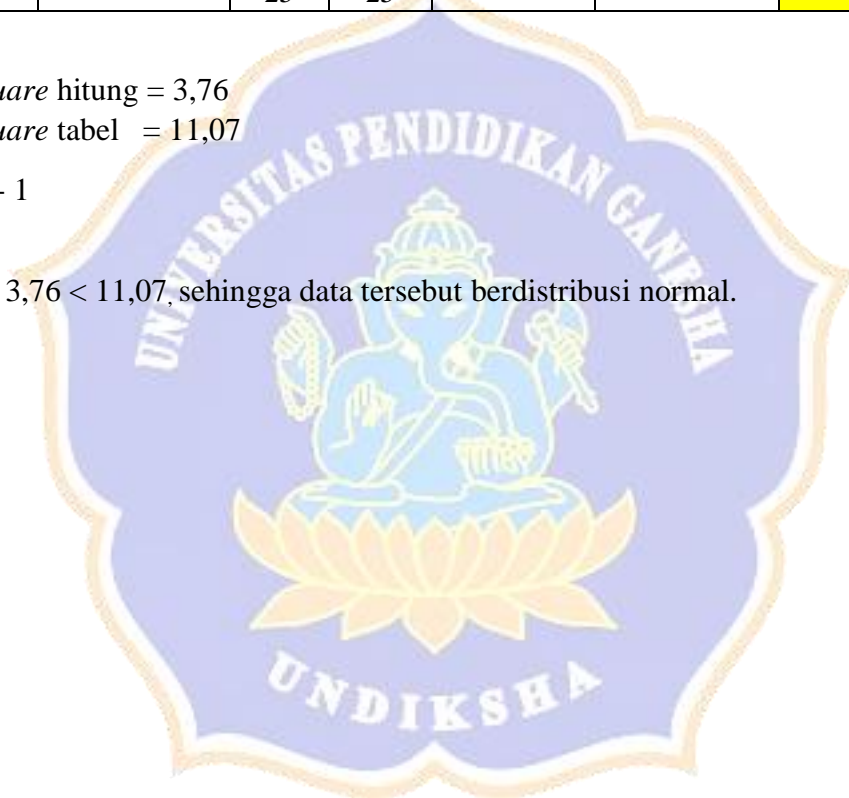 uare hitung = 3,76
uare tabel = 11,07
- 1
3,76 < 11,07, sehingga data tersebut berdistribusi normal.
UNIVERSITAS PENDIDIKAN GANESHA
UNDIKSHA